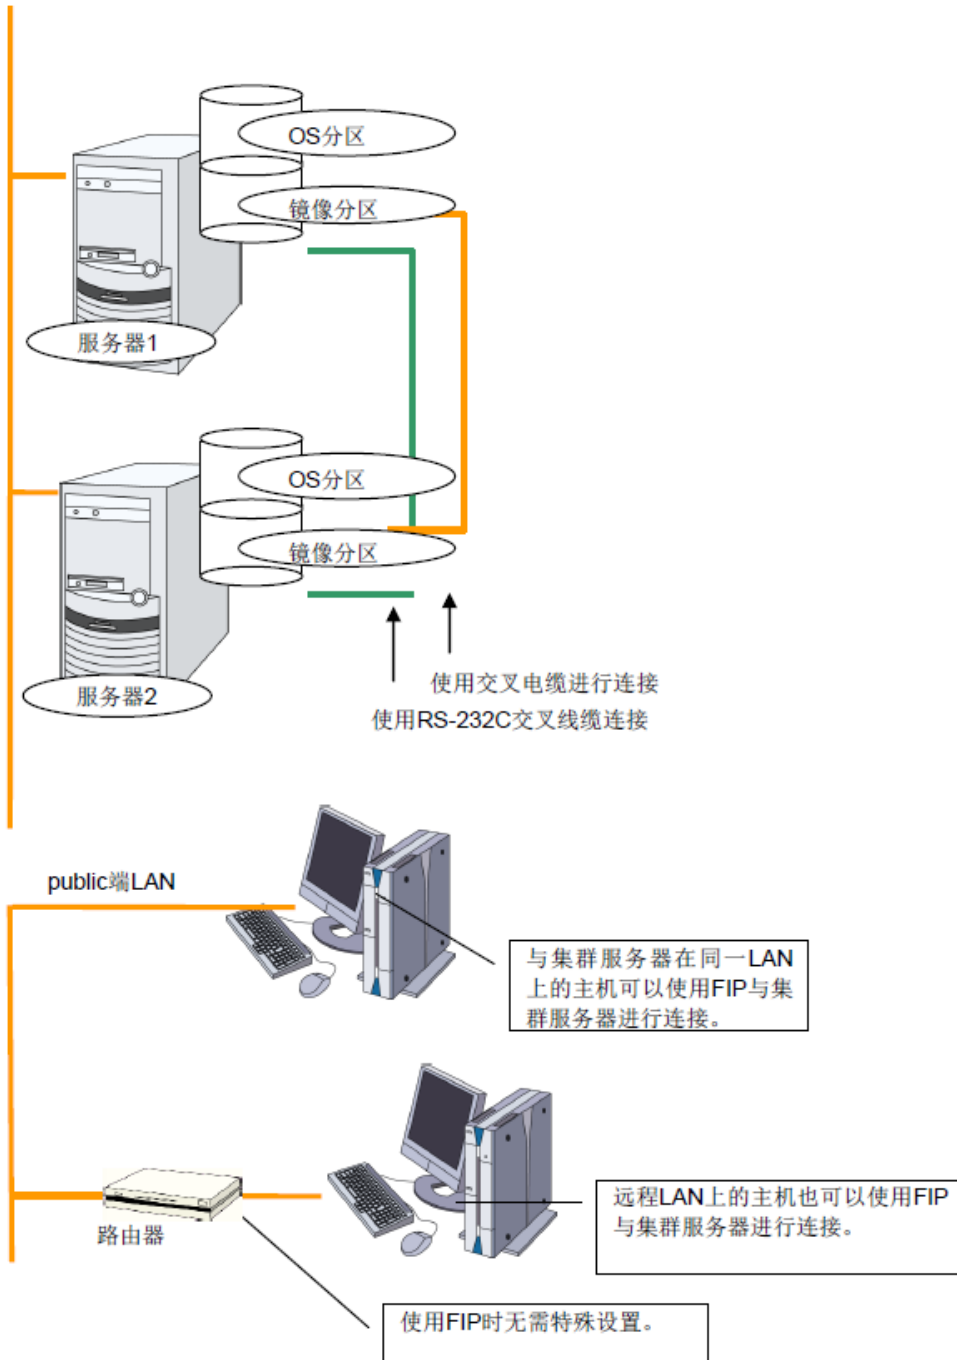 OS分区
镜像分区
服务器1
OS分区
镜像分区
服务器2
使用交叉电缆进行连接
使用RS-232C交叉线缆连接
public端LAN
与集群服务器在同一LAN
上的主机可以使用FIP与集
群服务器进行连接。
远程LAN上的主机也可以使用FIP
与集群服务器进行连接。
路由器
使用FIP时无需特殊设置。